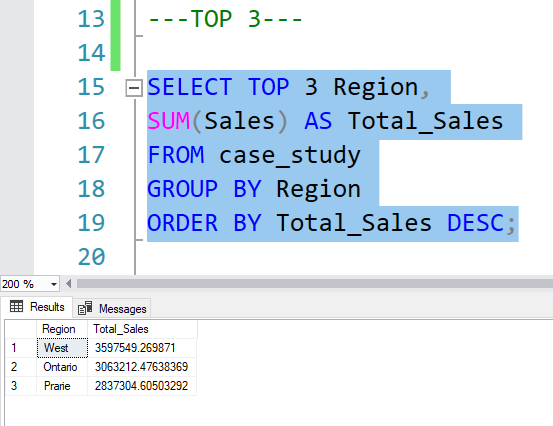 13 ---TOP 3---
14
15 SELECT TOP 3 Region,
16 SUM(Sales) AS Total_Sales
17 FROM case_study
18 GROUP BY Region
19 ORDER BY Total_Sales DESC;
20
200 %
Results Messages
Region Total_Sales
1 West 3597549.269871
2 Ontario 3063212.47638369
3 Prarie 2837304.60503292